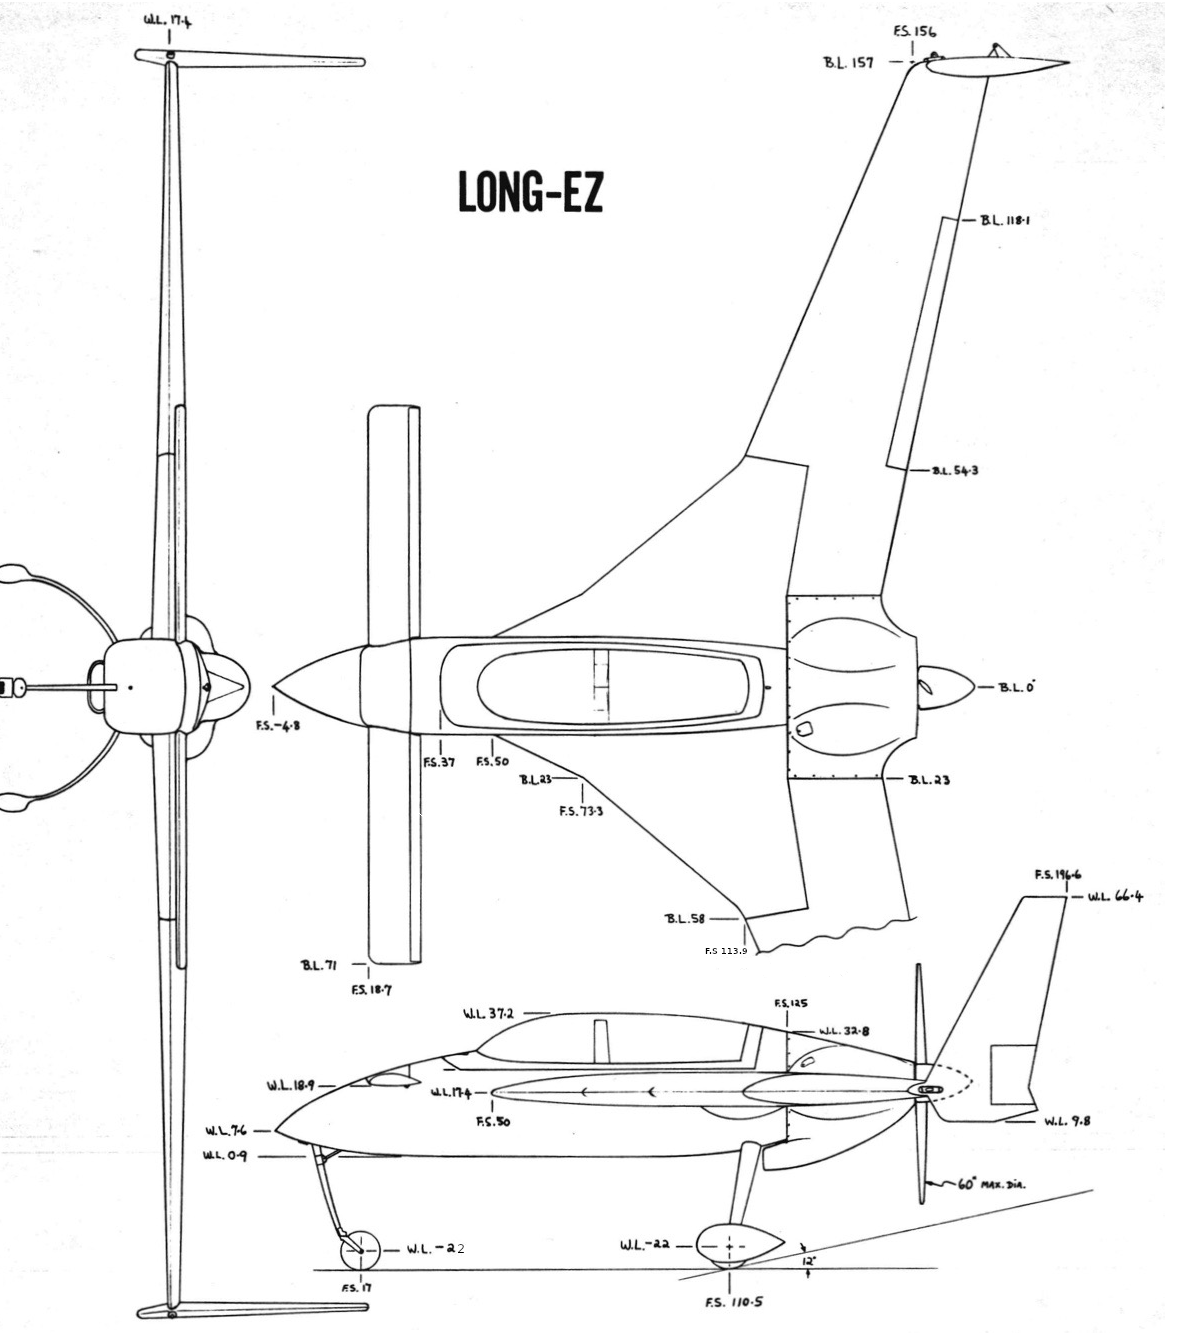 W.L. 17.4
F.S. 156
B.L. 157
LONG-EZ
B.L. 118.1
B.L. 54.3
B.L. 0"
F.S. -4.8
F.S. 37
F.S. 50
B.L. 23
F.S. 73.3
B.L. 23
F.S. 196.6
W.L. 66.4
B.L. 58
F.S 113.9
B.L. 71
F.S. 18.7
F.S. 125
W.L. 37.2
W.L. 32.8
W.L. 18.9
W.L. 17.4
F.S. 50
W.L. 7.6
W.L. 9.8
W.L. 0.9
60" MAX. DIA.
W.L. -22
W.L. -22
12°
F.S. 17
F.S. 110.5